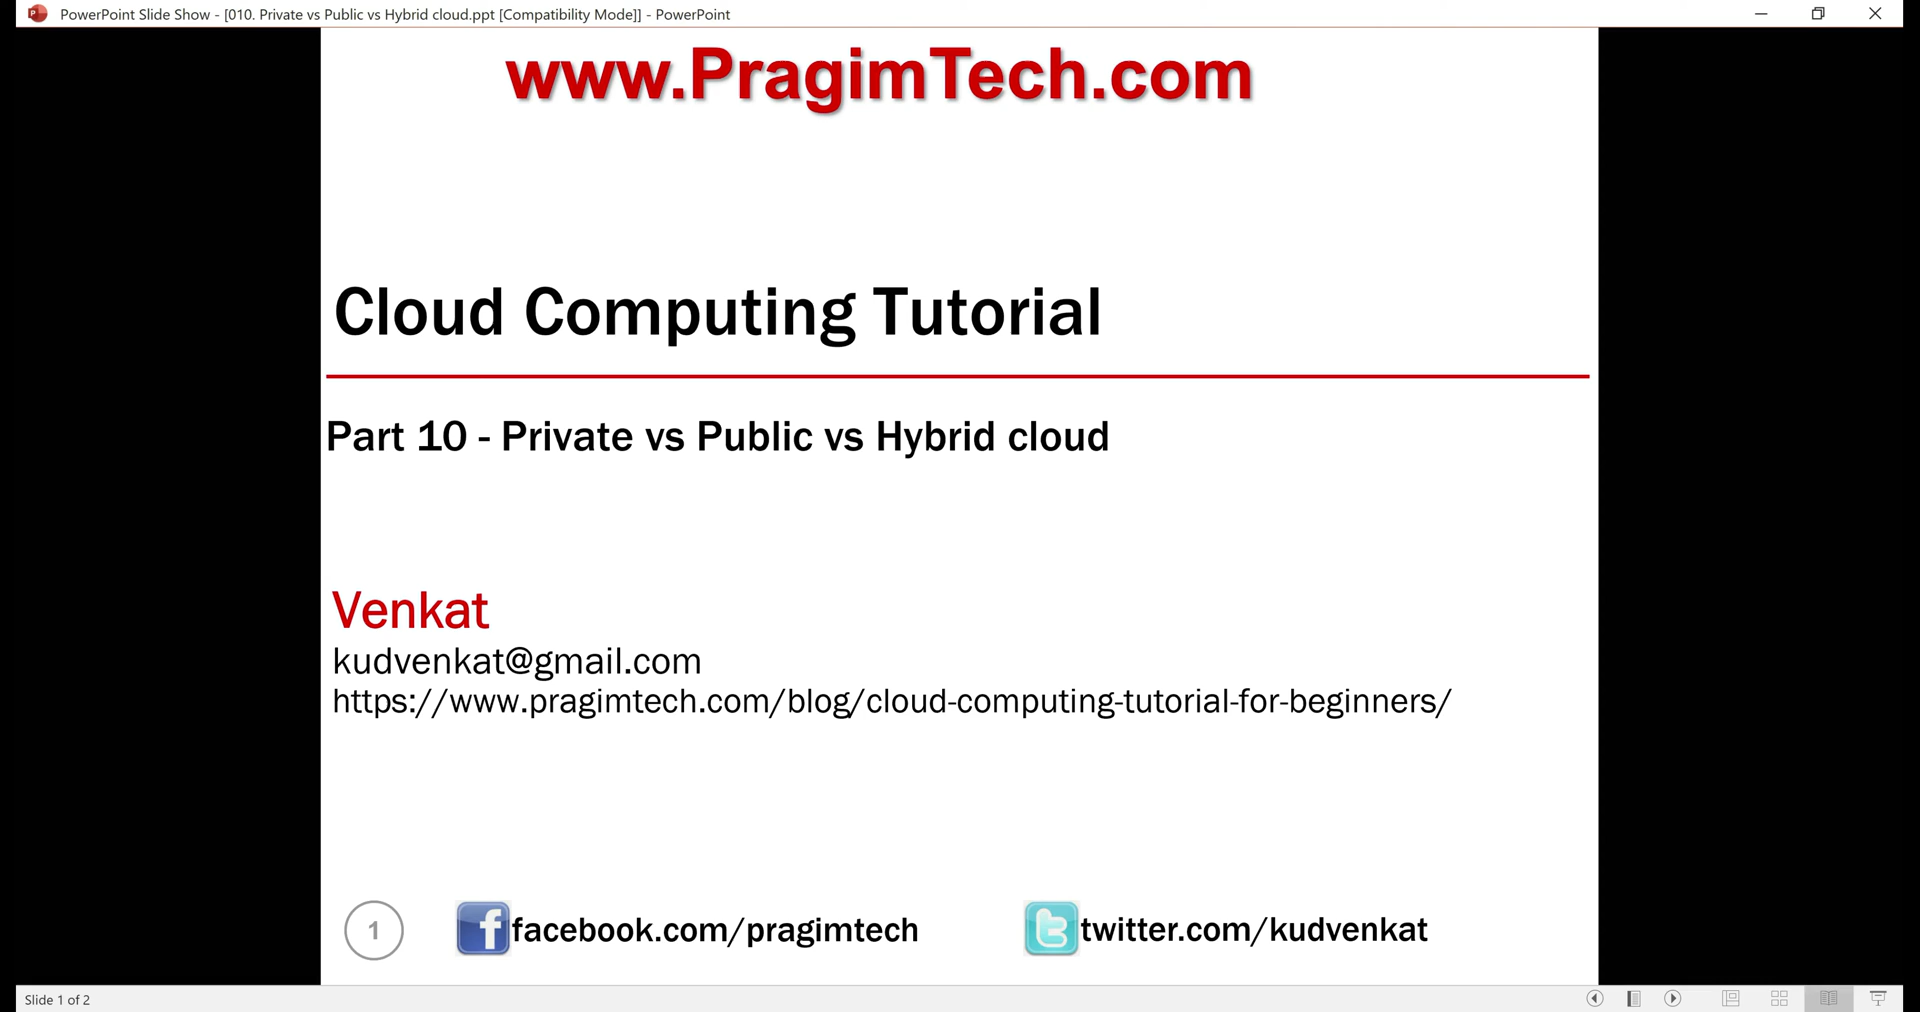 PowerPoint Slide Show - [010. Private vs Public vs Hybrid cloud.ppt [Compatibility Mode]] - PowerPoint
www.PragimTech.com
Cloud Computing Tutorial
Part 10 - Private vs Public vs Hybrid cloud
Venkat
kudvenkat@gmail.com
https://www.pragimtech.com/blog/cloud-computing-tutorial-for-beginners/
1 facebook.com/pragimtech twitter.com/kudvenkat
Slide 1 of 2